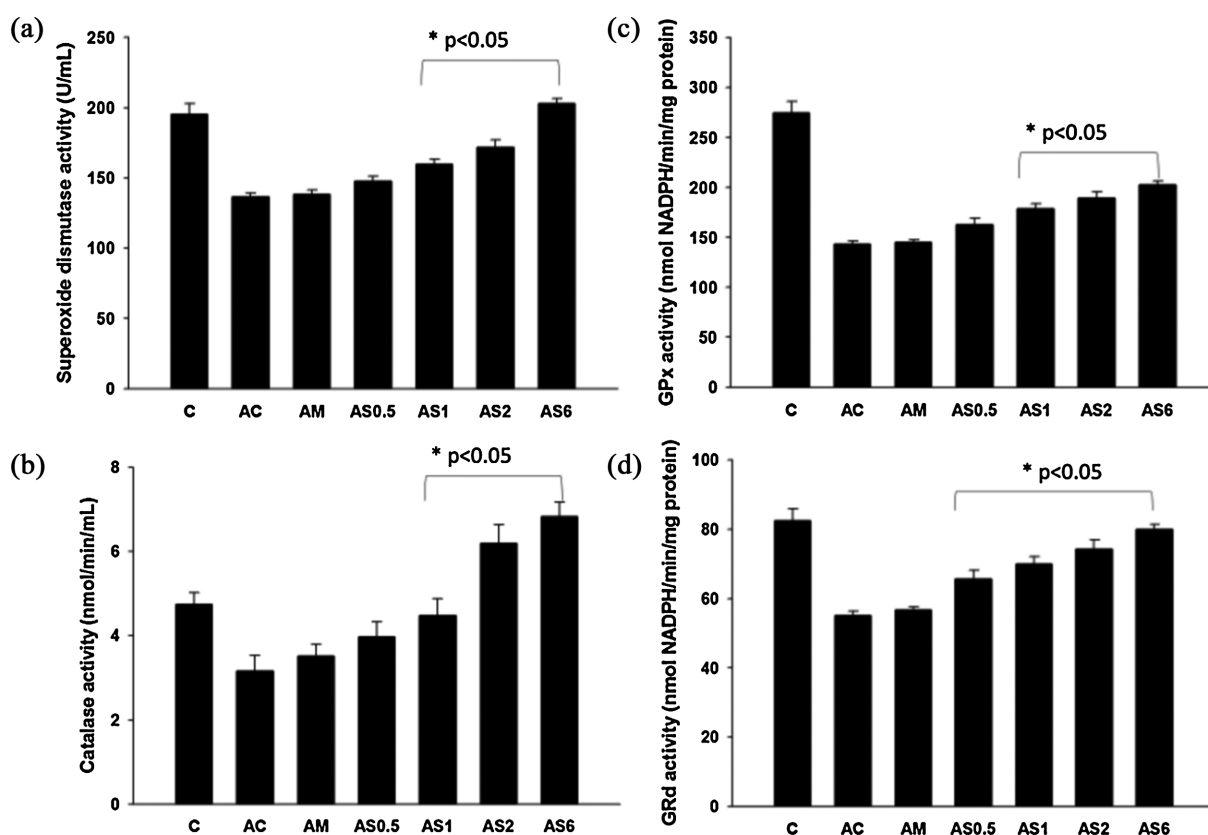 (a)
Superoxide dismutase activity (U/mL)
250
200
150
100
50
0
* p<0.05
C AC AM AS0.5 AS1 AS2 AS6
(c)
GPx activity (nmol NADPH/min/mg protein)
350
300
250
200
150
100
50
0
* p<0.05
C AC AM AS0.5 AS1 AS2 AS6
(b)
Catalase activity (nmol/min/mL)
8
6
4
2
0
* p<0.05
C AC AM AS0.5 AS1 AS2 AS6
(d)
GRd activity (nmol NADPH/min/mg protein)
100
80
60
40
20
0
* p<0.05
C AC AM AS0.5 AS1 AS2 AS6